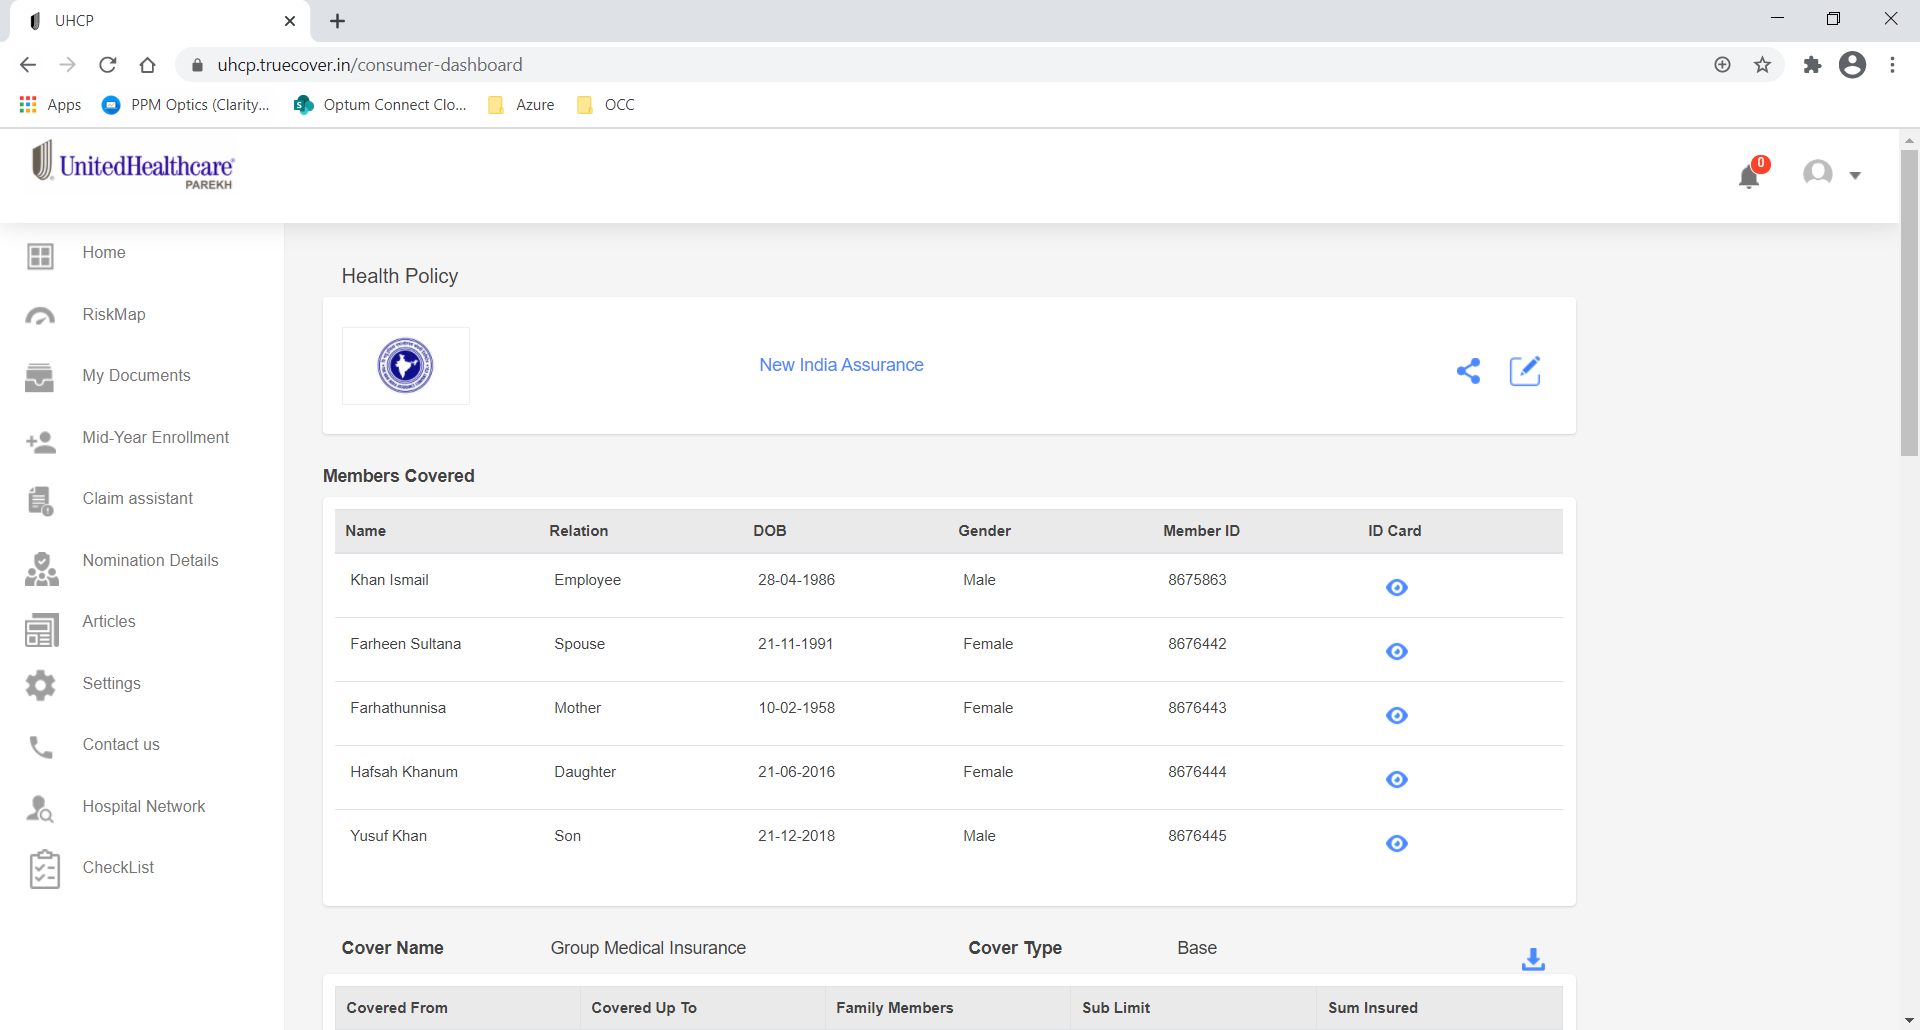 UHCP
uhcp.truecover.in/consumer-dashboard
Apps PPM Optics (Clarity... Optum Connect Clo... Azure OCC
UnitedHealthcare
PAREKH
0
Home
RiskMap
My Documents
Mid-Year Enrollment
Claim assistant
Nomination Details
Articles
Settings
Contact us
Hospital Network
CheckList
Health Policy
New India Assurance
Members Covered
Name Relation DOB Gender Member ID ID Card
Khan Ismail Employee 28-04-1986 Male 8675863
Farheen Sultana Spouse 21-11-1991 Female 8676442
Farhathunnisa Mother 10-02-1958 Female 8676443
Hafsah Khanum Daughter 21-06-2016 Female 8676444
Yusuf Khan Son 21-12-2018 Male 8676445
Cover Name Group Medical Insurance Cover Type Base
Covered From Covered Up To Family Members Sub Limit Sum Insured